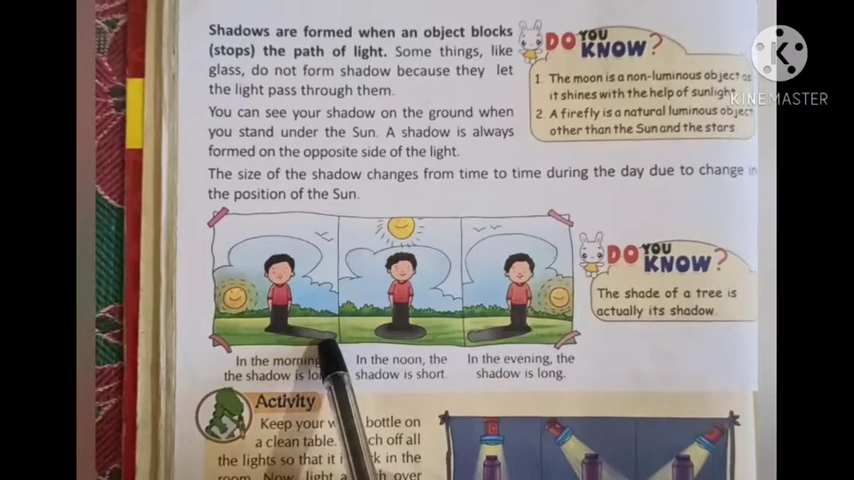 Shadows are formed when an object blocks
(stops) the path of light. Some things, like
glass, do not form shadow because they let
the light pass through them.
You can see your shadow on the ground when
you stand under the Sun. A shadow is always
formed on the opposite side of the light.
The size of the shadow changes from time to time during the day due to change in
the position of the Sun.
DO YOU KNOW?
1. The moon is a non-luminous object as
it shines with the help of sunlight.
2. A firefly is a natural luminous object
other than the Sun and the stars.
KINEMASTER
DO YOU KNOW?
The shade of a tree is
actually its shadow.
In the morning
the shadow is
In the noon, the
shadow is short.
In the evening, the
shadow is long.
Activity
Keep your bottle on
a clean table. off all
the lights so that it in the
room. Now, light a over